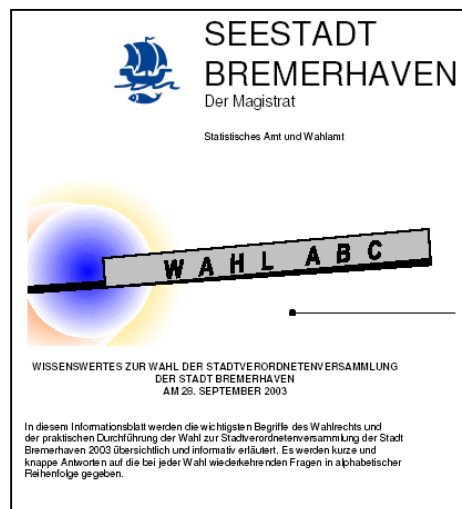 SEESTADT
BREMERHAVEN
Der Magistrat
Statistisches Amt und Wahlamt
WAHL ABC
WISSENSWERTES ZUR WAHL DER STADTVERORDNETENVERSAMMLUNG
DER STADT BREMERHAVEN
AM 28. SEPTEMBER 2003
In diesem Informationsblatt werden die wichtigsten Begriffe des Wahlrechts und
der praktischen Durchführung der Wahl zur Stadtverordnetenversammlung der Stadt
Bremerhaven 2003 übersichtlich und informativ erläutert. Es werden kurze und
knappe Antworten auf die bei jeder Wahl wiederkehrenden Fragen in alphabetischer
Reihenfolge gegeben.